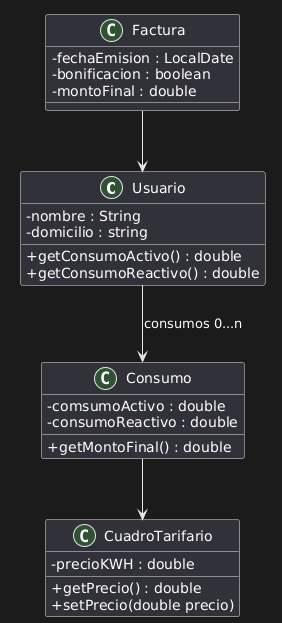 C Factura
-fechaEmision : LocalDate
-bonificacion : boolean
-montoFinal : double
C Usuario
-nombre : String
-domicilio : string
+getConsumoActivo() : double
+getConsumoReactivo() : double
consumos 0...n
C Consumo
-comsumoActivo : double
-consumoReactivo : double
+getMontoFinal() : double
C CuadroTarifario
-precioKWH : double
+getPrecio() : double
+setPrecio(double precio)